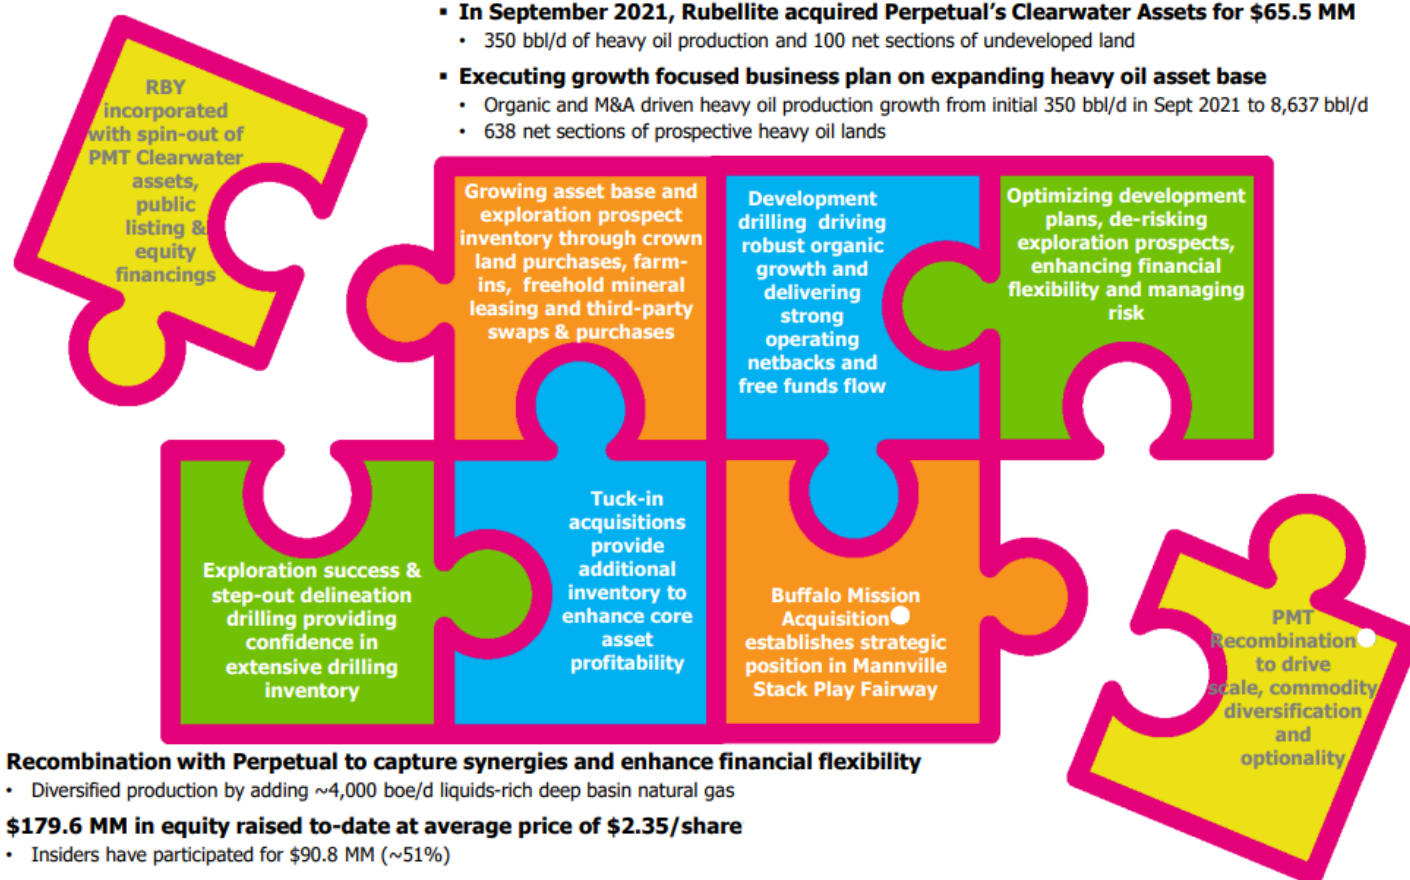 ▪ In September 2021, Rubellite acquired Perpetual's Clearwater Assets for $65.5 MM
• 350 bbl/d of heavy oil production and 100 net sections of undeveloped land
▪ Executing growth focused business plan on expanding heavy oil asset base
• Organic and M&A driven heavy oil production growth from initial 350 bbl/d in Sept 2021 to 8,637 bbl/d
• 638 net sections of prospective heavy oil lands
RBY
incorporated
with spin-out of
PMT Clearwater
assets,
public
listing &
equity
financings
Growing asset base and
exploration prospect
inventory through crown
land purchases, farm-
ins, freehold mineral
leasing and third-party
swaps & purchases
Development
drilling driving
robust organic
growth and
delivering
strong
operating
netbacks and
free funds flow
Optimizing development
plans, de-risking
exploration prospects,
enhancing financial
flexibility and managing
risk
Exploration success &
step-out delineation
drilling providing
confidence in
extensive drilling
inventory
Tuck-in
acquisitions
provide
additional
inventory to
enhance core
asset
profitability
Buffalo Mission
Acquisition
establishes strategic
position in Mannville
Stack Play Fairway
PMT
Recombination
to drive
scale, commodity
diversification
and
optionality
Recombination with Perpetual to capture synergies and enhance financial flexibility
• Diversified production by adding ~4,000 boe/d liquids-rich deep basin natural gas
$179.6 MM in equity raised to-date at average price of $2.35/share
• Insiders have participated for $90.8 MM (~51%)